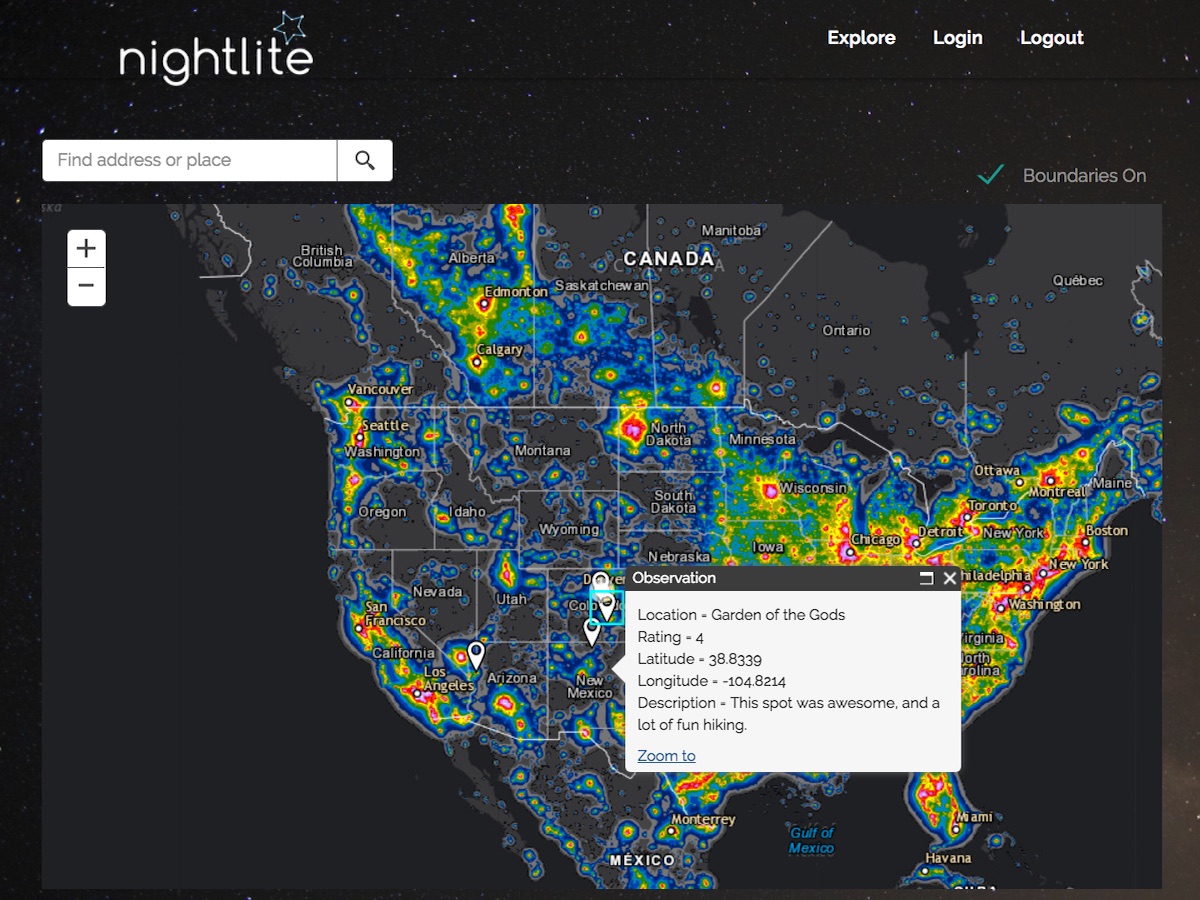 nightlite
Explore
Login
Logout
Find address or place
Boundaries On
ska
British
Columbia
Alberta
Manitoba
CANADA
Edmonton
Saskatchewan
Québec
Ontario
Calgary
Vancouver
Seattle
Washington
Montana
North
Dakota
Minnesota
Ottawa
Montreal
Maine
Wisconsin
Oregon
Idaho
South
Dakota
Toronto
Wyoming
Detroit
New York
Boston
Chicago
Iowa
Nebraska
New York
Philadelphia
Nevada
Utah
Washington
San
Francisco
California
Los
Angeles
Arizona
New
Mexico
Virginia
Observation
Location = Garden of the Gods
Rating = 4
Latitude = 38.8339
Longitude = -104.8214
Description = This spot was awesome, and a
lot of fun hiking.
Zoom to
Monterrey
MÉXICO
Gulf of
Mexico
Miami
Havana